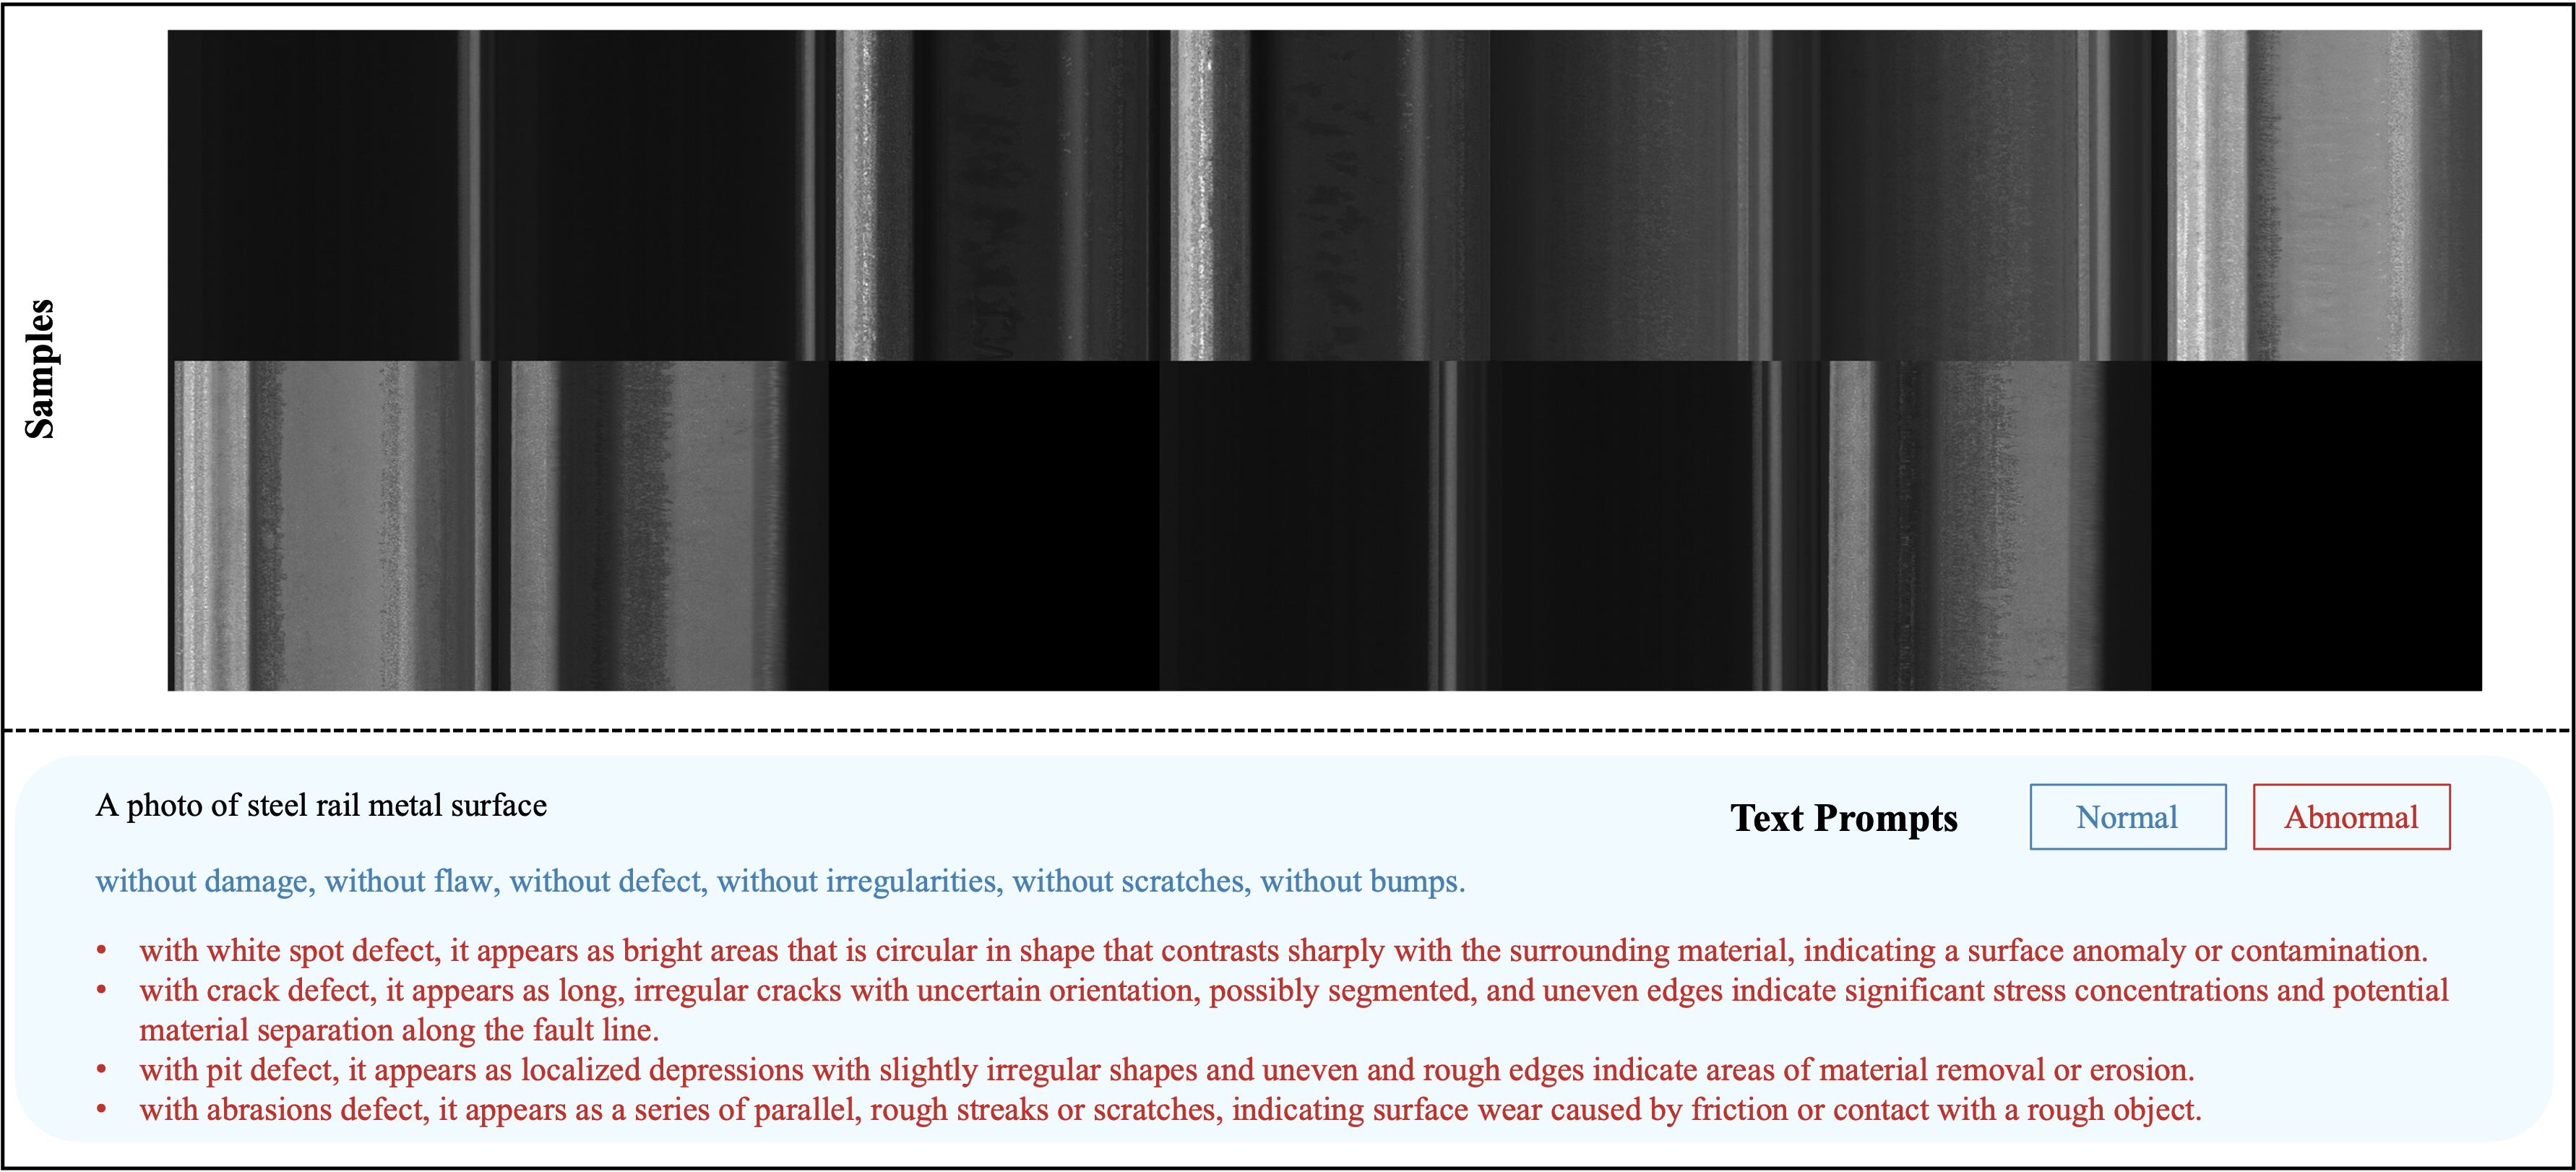 Samples
A photo of steel rail metal surface
Text Prompts
Normal
Abnormal
without damage, without flaw, without defect, without irregularities, without scratches, without bumps.
• with white spot defect, it appears as bright areas that is circular in shape that contrasts sharply with the surrounding material, indicating a surface anomaly or contamination.
• with crack defect, it appears as long, irregular cracks with uncertain orientation, possibly segmented, and uneven edges indicate significant stress concentrations and potential
material separation along the fault line.
• with pit defect, it appears as localized depressions with slightly irregular shapes and uneven and rough edges indicate areas of material removal or erosion.
• with abrasions defect, it appears as a series of parallel, rough streaks or scratches, indicating surface wear caused by friction or contact with a rough object.